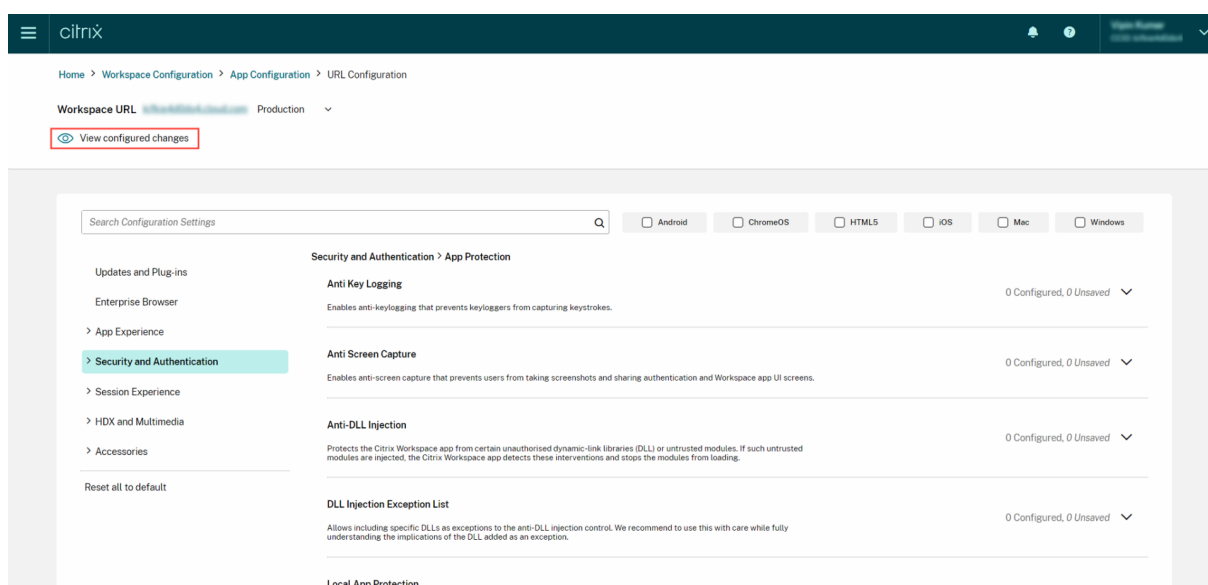 citrix
Home > Workspace Configuration > App Configuration > URL Configuration
Workspace URL Production
View configured changes
Search Configuration Settings
Android ChromeOS HTML5 iOS Mac Windows
Updates and Plug-ins
Enterprise Browser
> App Experience
> Security and Authentication
> Session Experience
> HDX and Multimedia
> Accessories
Reset all to default
Security and Authentication > App Protection
Anti Key Logging
Enables anti-keylogging that prevents keyloggers from capturing keystrokes.
0 Configured, 0 Unsaved
Anti Screen Capture
Enables anti-screen capture that prevents users from taking screenshots and sharing authentication and Workspace app UI screens.
0 Configured, 0 Unsaved
Anti-DLL Injection
Protects the Citrix Workspace app from certain unauthorised dynamic-link libraries (DLL) or untrusted modules. If such untrusted
modules are injected, the Citrix Workspace app detects these interventions and stops the modules from loading.
0 Configured, 0 Unsaved
DLL Injection Exception List
Allows including specific DLLs as exceptions to the anti-DLL injection control. We recommend to use this with care while fully
understanding the implications of the DLL added as an exception.
0 Configured, 0 Unsaved
Local App Protection